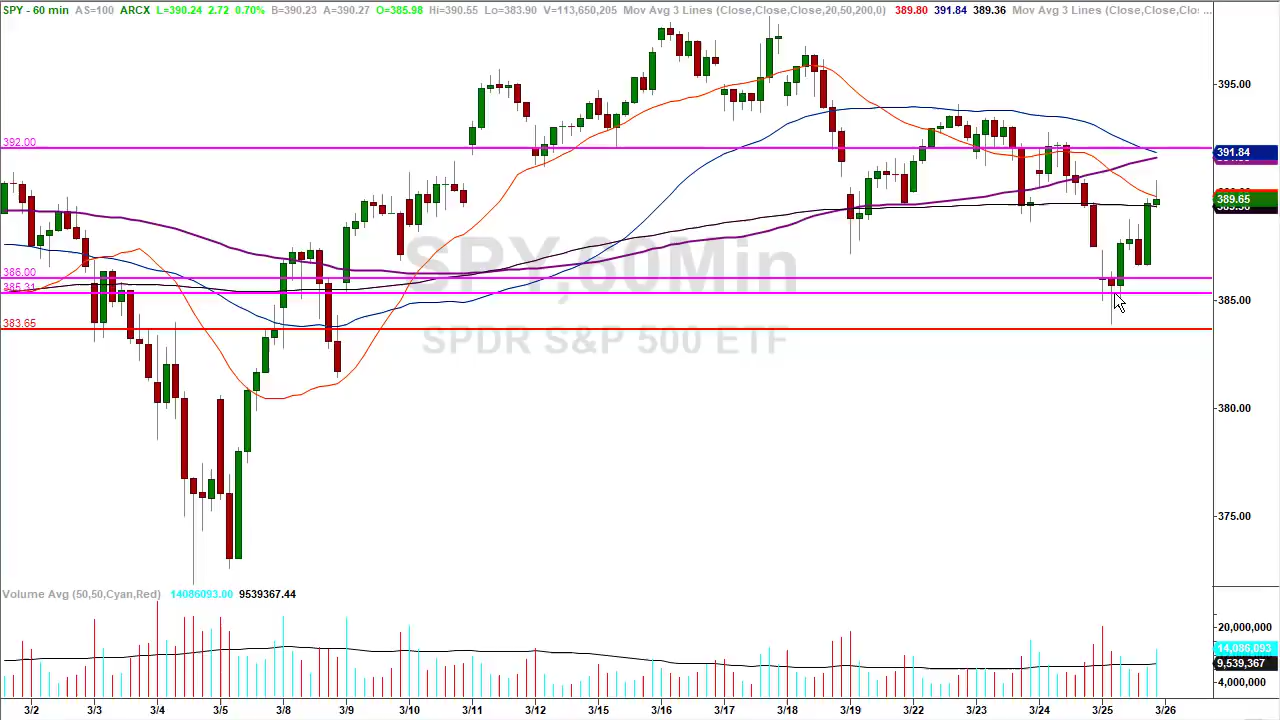 SPY - 60 min AS=100 ARCX L=390.24 2.72 0.70% B=390.23 A=390.27 O=385.98 Hi=390.55 Lo=383.90 V=113,650,205 Mov Avg 3 Lines (Close,Close,Close,20,50,200,0) 389.80 391.84 389.36 Mov Avg 3 Lines (Close,Close,Clo: ...
395.00
392.00
391.84
389.65
SPY,60Min
386.00
385.31
385.00
383.65
SPDR S&P 500 ETF
380.00
375.00
Volume Avg (50,50,Cyan,Red) 14086093.00 9539367.44
20,000,000
14,036,093
9,539,367
4,000,000
3/2 3/3 3/4 3/5 3/8 3/9 3/10 3/11 3/12 3/15 3/16 3/17 3/18 3/19 3/22 3/23 3/24 3/25 3/26